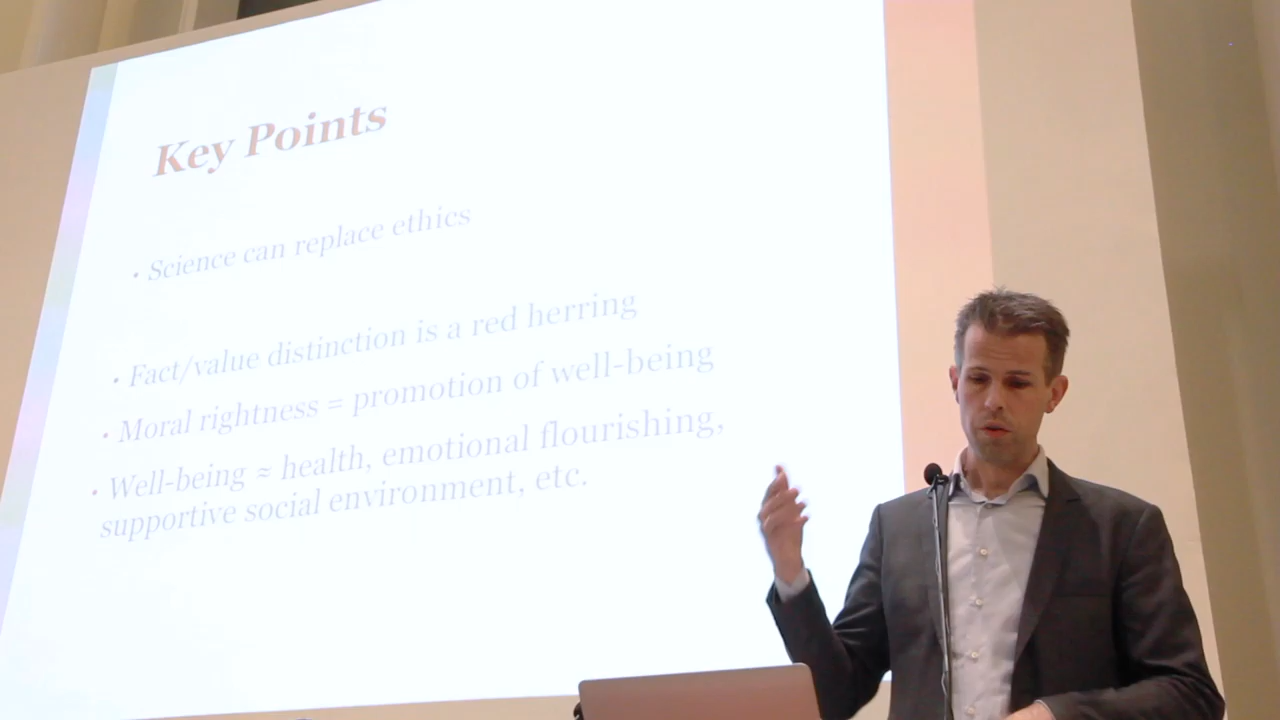 Key Points
• Science can replace ethics
• Fact/value distinction is a red herring
• Moral rightness = promotion of well-being
• Well-being ≈ health, emotional flourishing,
supportive social environment, etc.